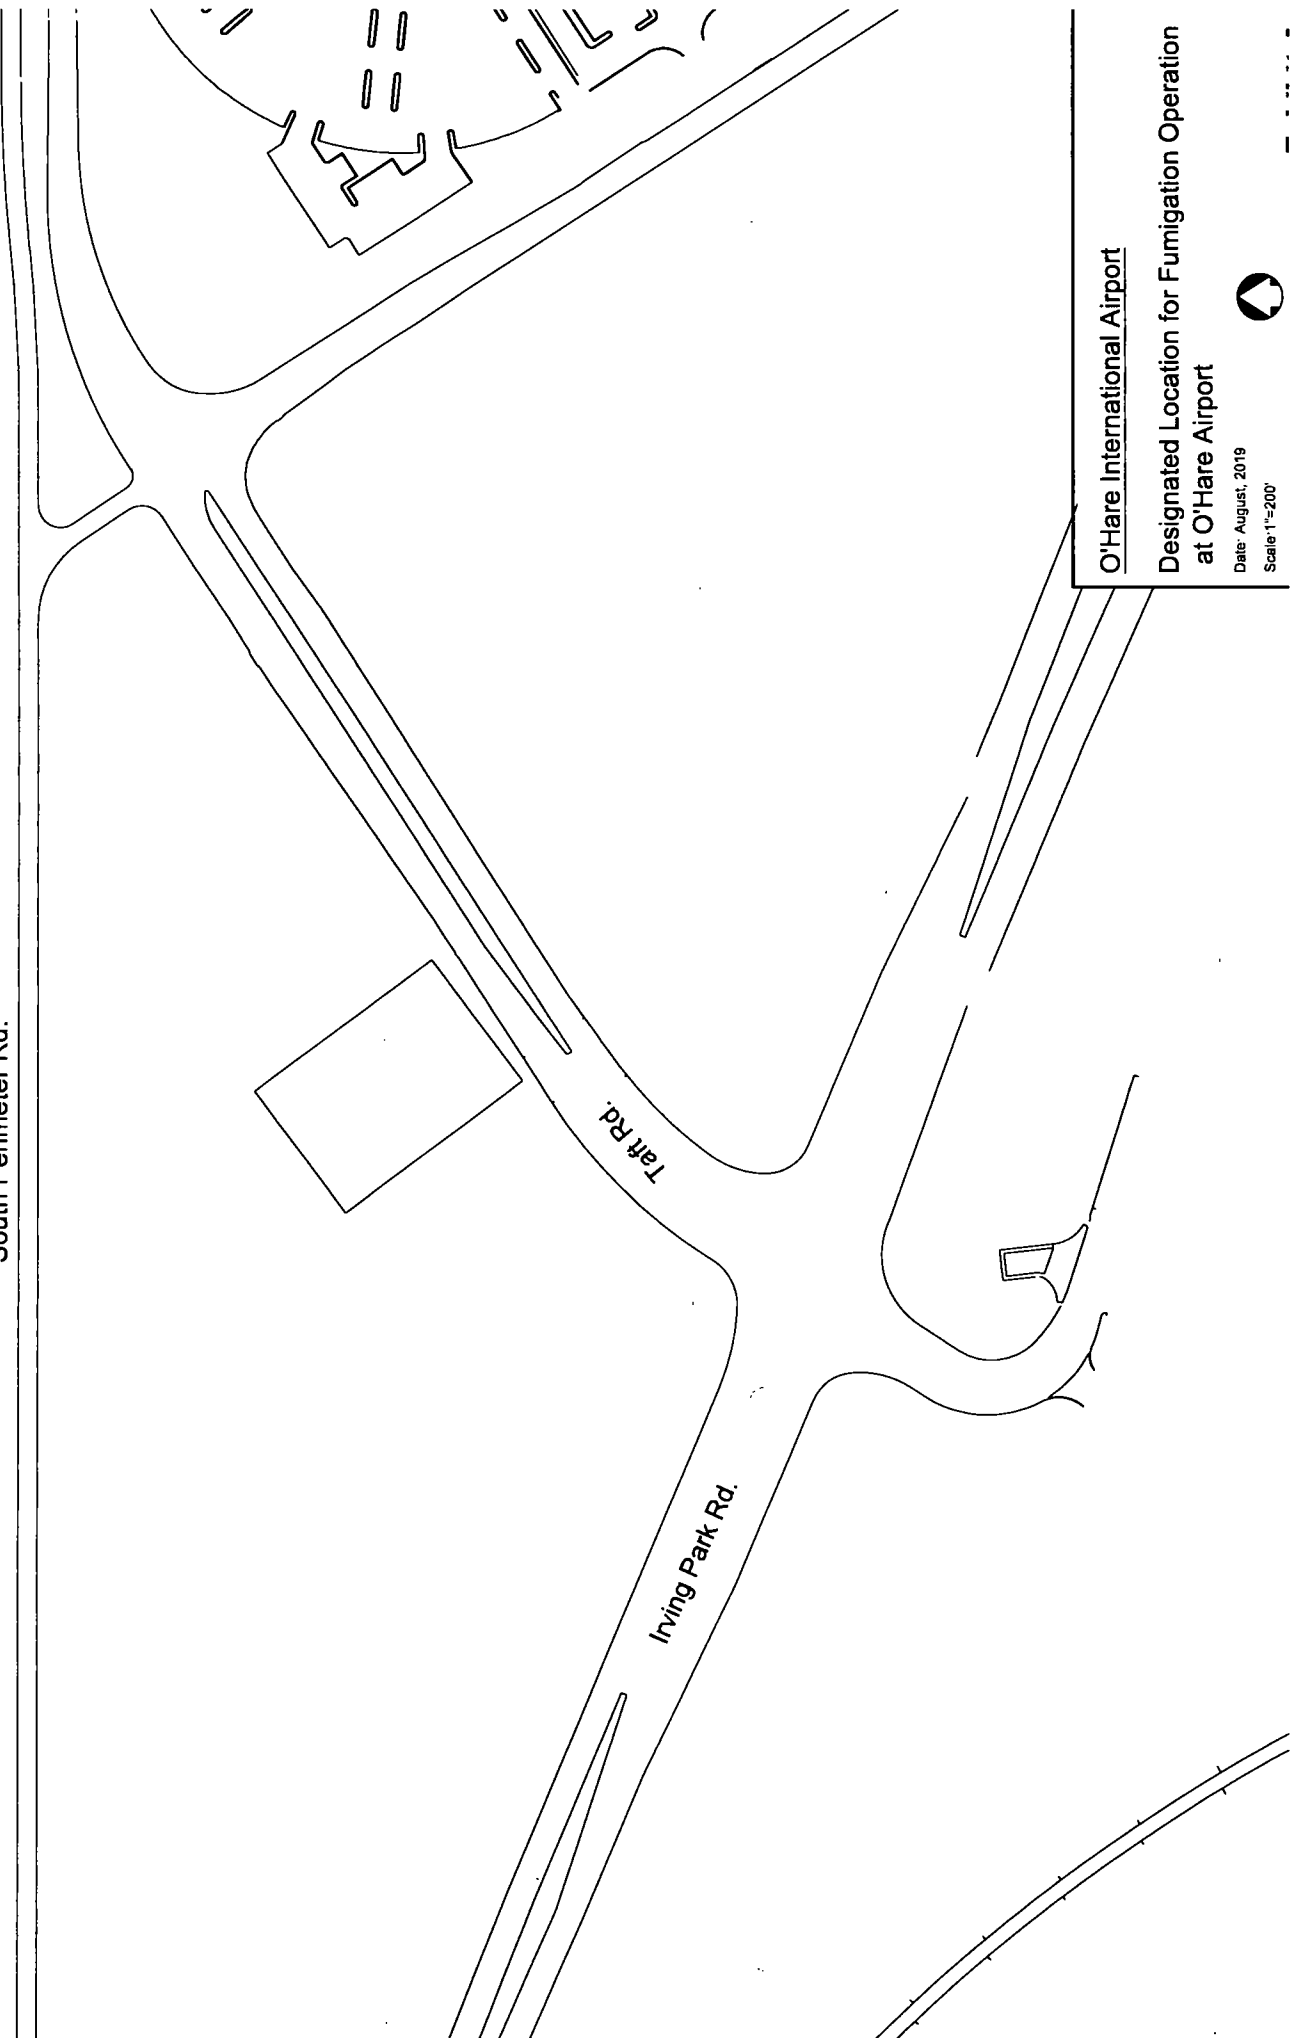 South Perimeter Rd.
Taft Rd.
Irving Park Rd.
O'Hare International Airport
Designated Location for Fumigation Operation
at O'Hare Airport
Date: August, 2019
Scale:1"=200'